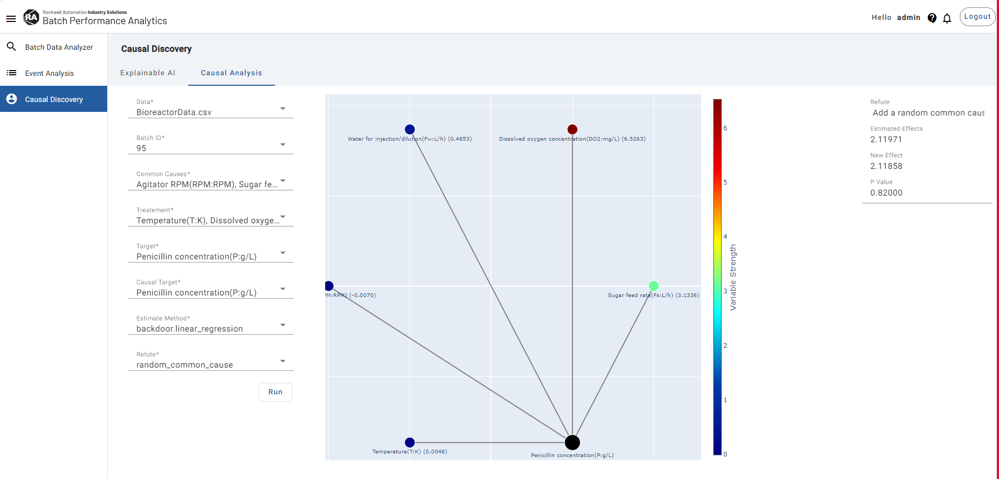 Rockwell Automation Industry Solutions
RA
Batch Performance Analytics
Hello admin
Logout
Batch Data Analyzer
Event Analysis
Causal Discovery
Causal Discovery
Explainable AI
Causal Analysis
Data*
BioreactorData.csv
Batch ID*
95
Common Causes*
Agitator RPM(RPM:RPM), Sugar fe...
Treatement*
Temperature(T:K), Dissolved oxyge...
Target*
Penicillin concentration(P:g/L)
Causal Target*
Penicillin concentration(P:g/L)
Estimate Method*
backdoor.linear_regression
Refute*
random_common_cause
Run
Water for injection/dilution(Fw:L/h) (0.4853)
Dissolved oxygen concentration(DO2:mg/L) (6.5263)
PM:RPM) (-0.0070)
Sugar feed rate(Fs:L/h) (3.1336)
Temperature(T:K) (0.0048)
Penicillin concentration(P:g/L)
6
5
4
3
2
1
0
Variable Strength
Refute
Add a random common caus
Estimated Effects
2.11971
New Effect
2.11858
P Value
0.82000